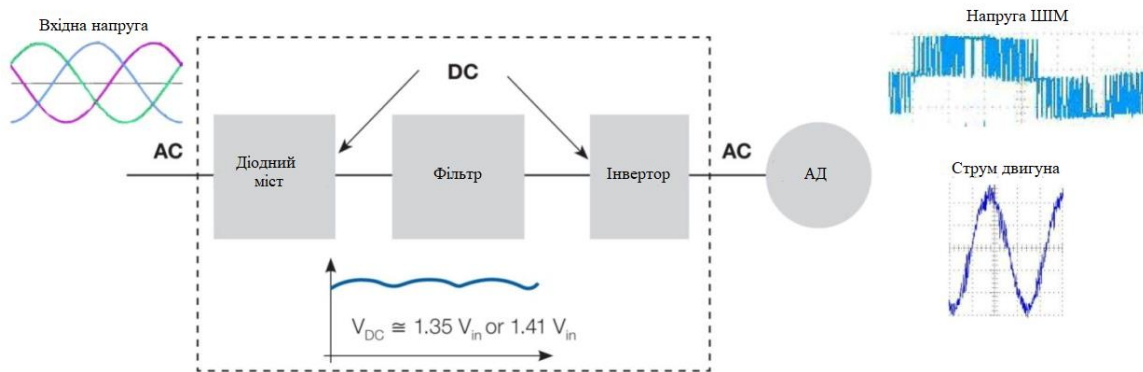 Вхідна напруга
Напруга ШІМ
DC
AC
AC
Діодний
міст
Фільтр
Інвертор
АД
Струм двигуна
V_DC ≅ 1.35 V_in or 1.41 V_in